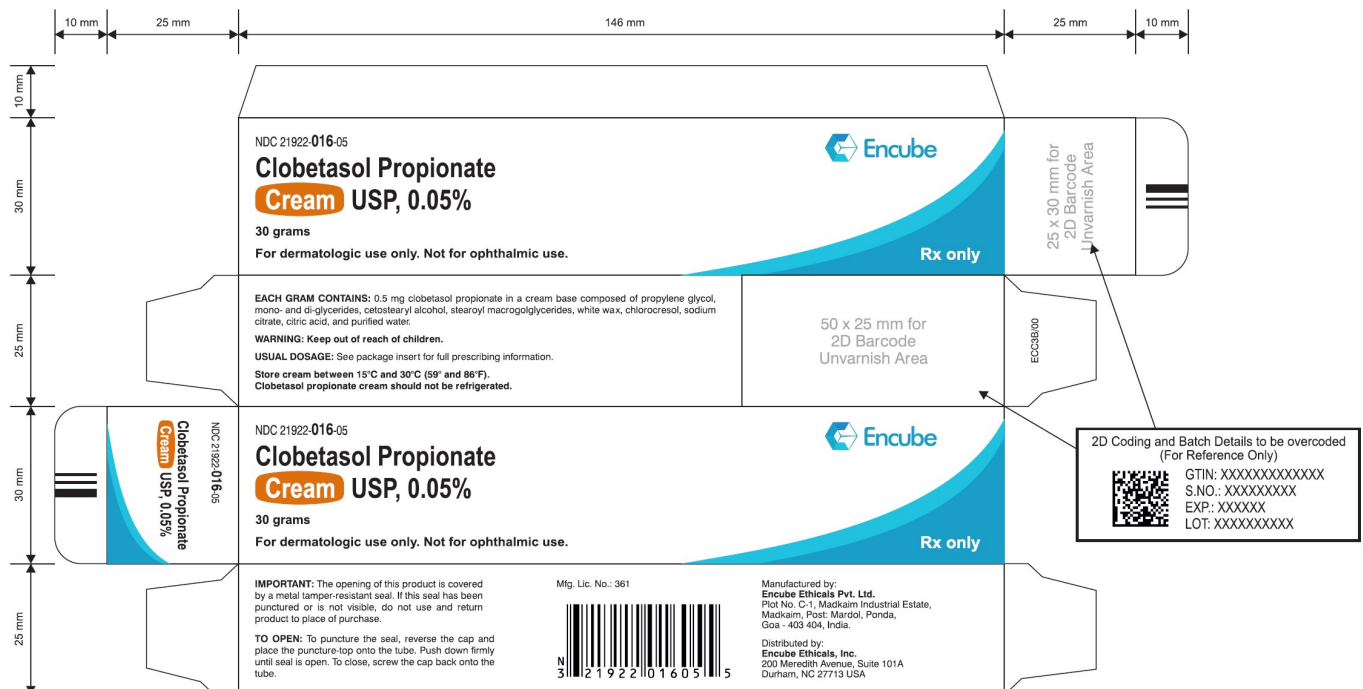 10 mm
25 mm
146 mm
25 mm
10 mm
10 mm
30 mm
25 mm
30 mm
25 mm
NDC 21922-016-05
Clobetasol Propionate
Cream USP, 0.05%
30 grams
For dermatologic use only. Not for ophthalmic use.
Encube
Rx only
25 x 30 mm for
2D Barcode
Unvarnish Area
EACH GRAM CONTAINS: 0.5 mg clobetasol propionate in a cream base composed of propylene glycol,
mono- and di-glycerides, cetostearyl alcohol, stearoyl macrogolglycerides, white wax, chlorocresol, sodium
citrate, citric acid, and purified water.
WARNING: Keep out of reach of children.
USUAL DOSAGE: See package insert for full prescribing information.
Store cream between 15°C and 30°C (59° and 86°F).
Clobetasol propionate cream should not be refrigerated.
50 x 25 mm for
2D Barcode
Unvarnish Area
ECC3B/00
NDC 21922-016-05
Clobetasol Propionate
Cream USP, 0.05%
NDC 21922-016-05
Clobetasol Propionate
Cream USP, 0.05%
30 grams
For dermatologic use only. Not for ophthalmic use.
Encube
Rx only
2D Coding and Batch Details to be overcoded
(For Reference Only)
GTIN: XXXXXXXXXXXXX
S.NO.: XXXXXXXXX
EXP.: XXXXXX
LOT: XXXXXXXXXX
IMPORTANT: The opening of this product is covered
by a metal tamper-resistant seal. If this seal has been
punctured or is not visible, do not use and return
product to place of purchase.
TO OPEN: To puncture the seal, reverse the cap and
place the puncture-top onto the tube. Push down firmly
until seal is open. To close, screw the cap back onto the
tube.
Mfg. Lic. No.: 361
N
3 21922 01605 5
Manufactured by:
Encube Ethicals Pvt. Ltd.
Plot No. C-1, Madkaim Industrial Estate,
Madkaim, Post: Mardol, Ponda,
Goa - 403 404, India.
Distributed by:
Encube Ethicals, Inc.
200 Meredith Avenue, Suite 101A
Durham, NC 27713 USA